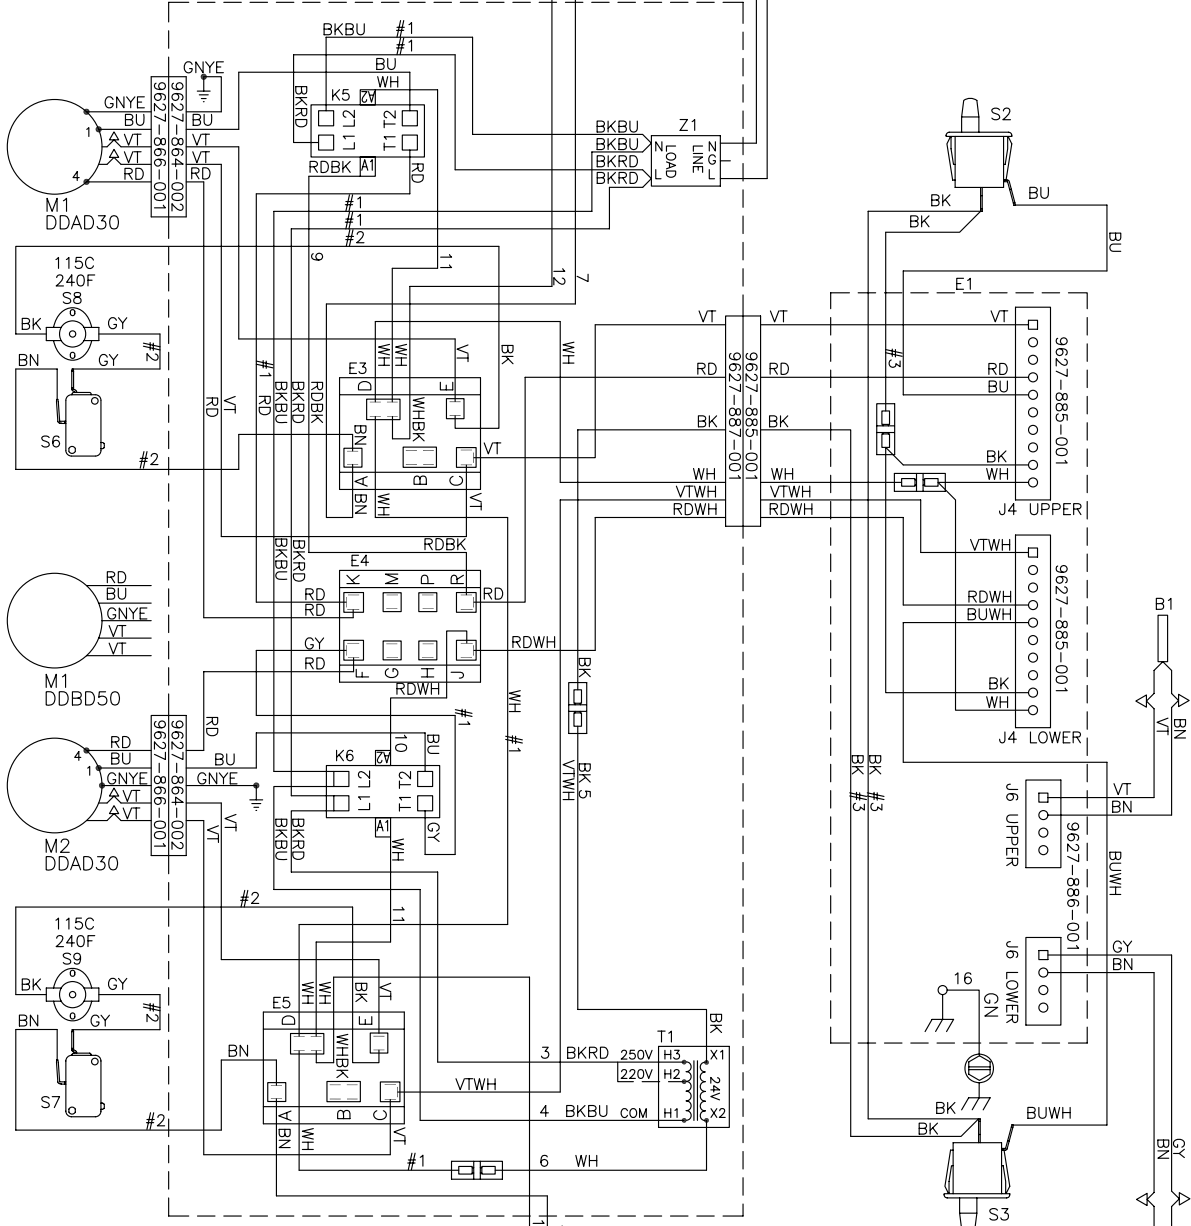 BKBU #1
#1
BU
WH
GNYE
K5
A2
L2
T2
L1
T1
A1
BKRD
RDBK
RD
GNYE
BU
VT
VT
RD
1
4
9627-866-001
9627-864-002
BU
VT
VT
RD
M1
DDAD30
BKBU
BKBU
BKRD
BKRD
Z1
N
LOAD
L
LINE
N
G
L
#1
#1
#2
9
11
12
7
S2
BK
BK
BU
BU
115C
240F
S8
BK
GY
#2
BN
GY
S6
#2
RD
VT
#1 RD
BKBU
BKRD
RDBK
WH
WH
VT
BK
WH
E3
D
E
WHBK
BN
A
B
C
VT
BN
WH
VT
VT
RD
BK
WH
VTWH
RDWH
9627-887-001
9627-885-001
VT
RD
BK
WH
VTWH
RDWH
E1
#3
VT
RD
BU
BK
WH
9627-885-001
J4 UPPER
VTWH
RDWH
BUWH
BK
WH
9627-885-001
J4 LOWER
RD
BU
GNYE
VT
VT
M1
DDBD50
BKBU
BKRD
RDBK
E4
K
M
P
R
RD
RD
RD
GY
RD
F
G
H
J
RDWH
RDWH
WH #1
BK
BK 5
VTWH
#1
10
BU
K6
A2
L2
T2
L1
T1
A1
GY
WH
BKBU
BKRD
11
RD
BU
GNYE
VT
VT
4
1
9627-866-001
9627-864-002
RD
BU
GNYE
VT
VT
M2
DDAD30
BK #3
BK #3
B1
VT
BN
VT
BN
J6 UPPER
9627-886-001
BUWH
GY
BN
J6 LOWER
16
GN
115C
240F
S9
BK
GY
#2
BN
GY
S7
#2
#2
E5
D
E
WH
WH
BK
VT
WHBK
BN
A
B
C
VTWH
BN
WH
VT
#1
6 WH
3 BKRD
4 BKBU
T1
BK
250V H3
220V H2
COM H1
X1
24V
X2
BK
BK
BUWH
S3
BN
GY